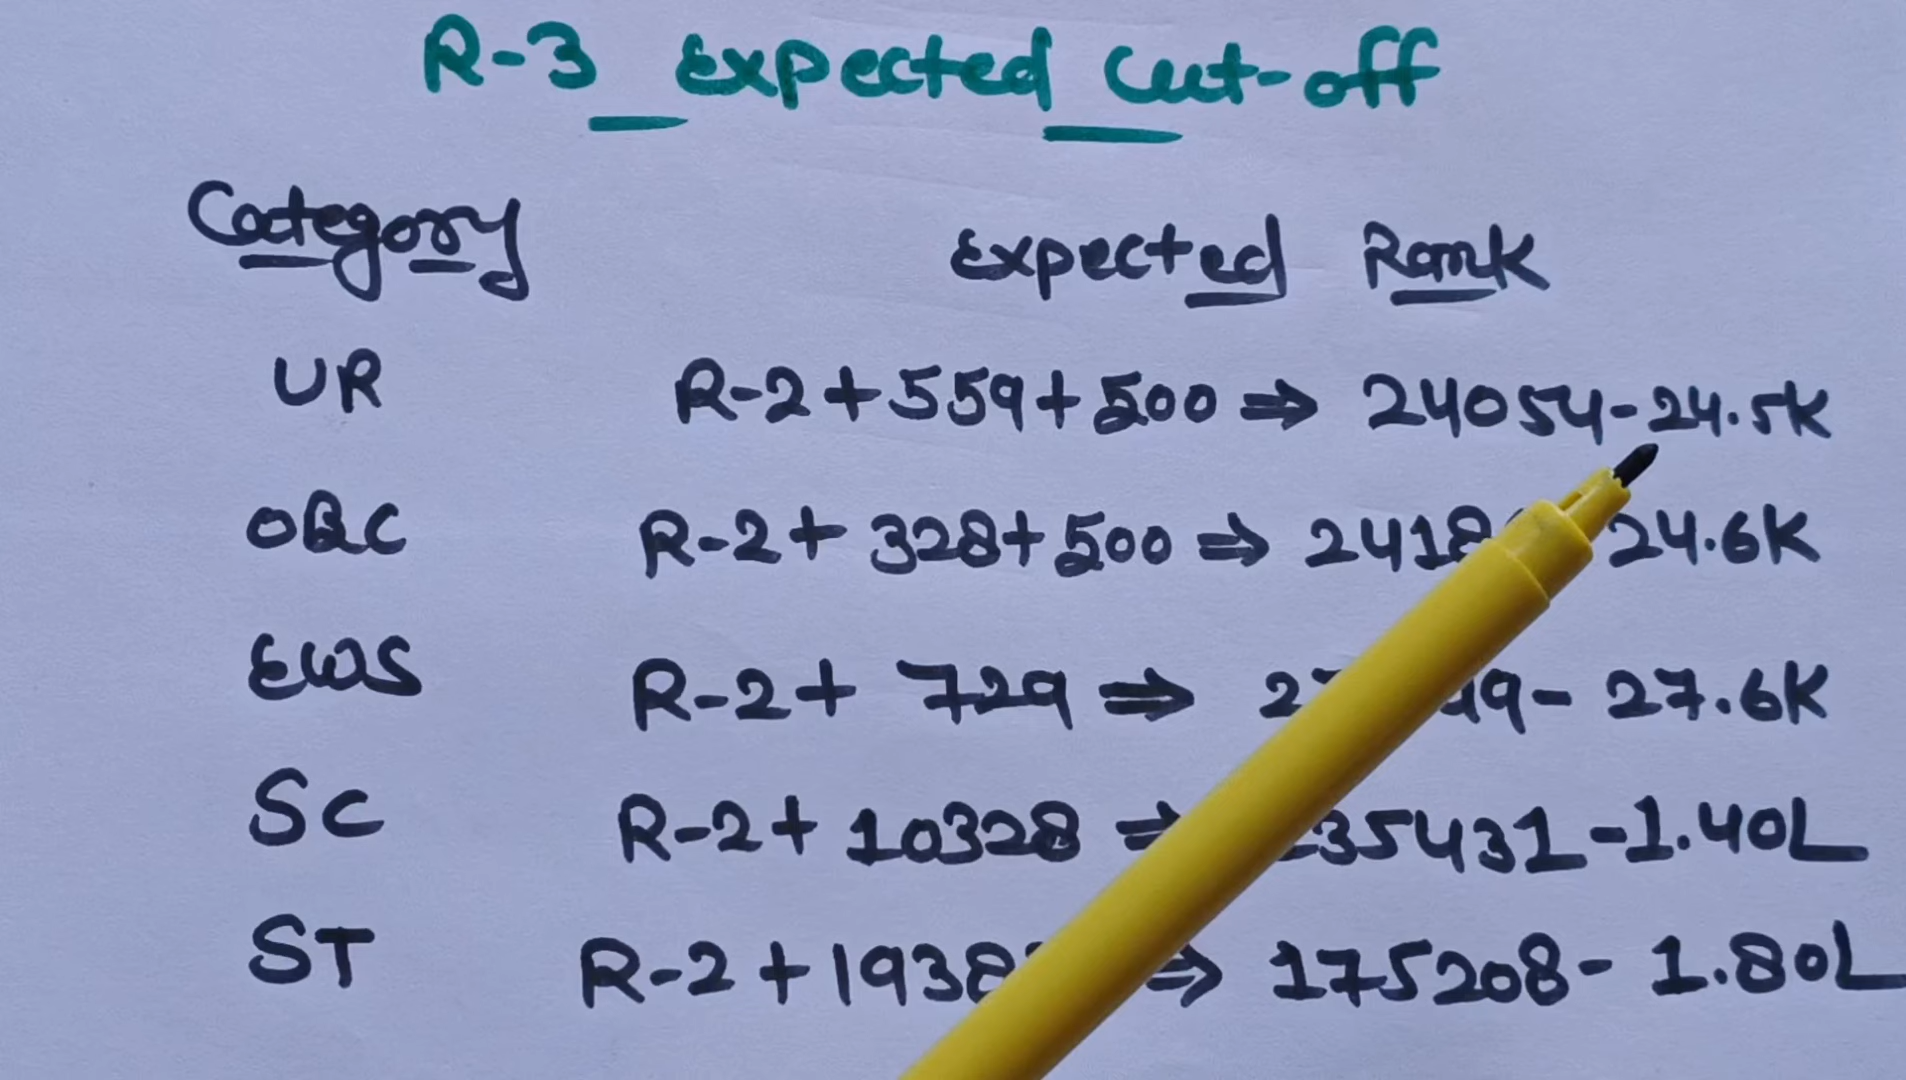 R-3 Expected Cut-off
Category Expected Rank
UR R-2+559+500 ⇒ 24054-24.5K
OBC R-2+ 328+500 ⇒ 24.6K
EWS R-2+ 729 ⇒ - 27.6K
SC R-2+ 10328 ⇒ -1.40L
ST R-2+ ⇒ 175208- 1.80L